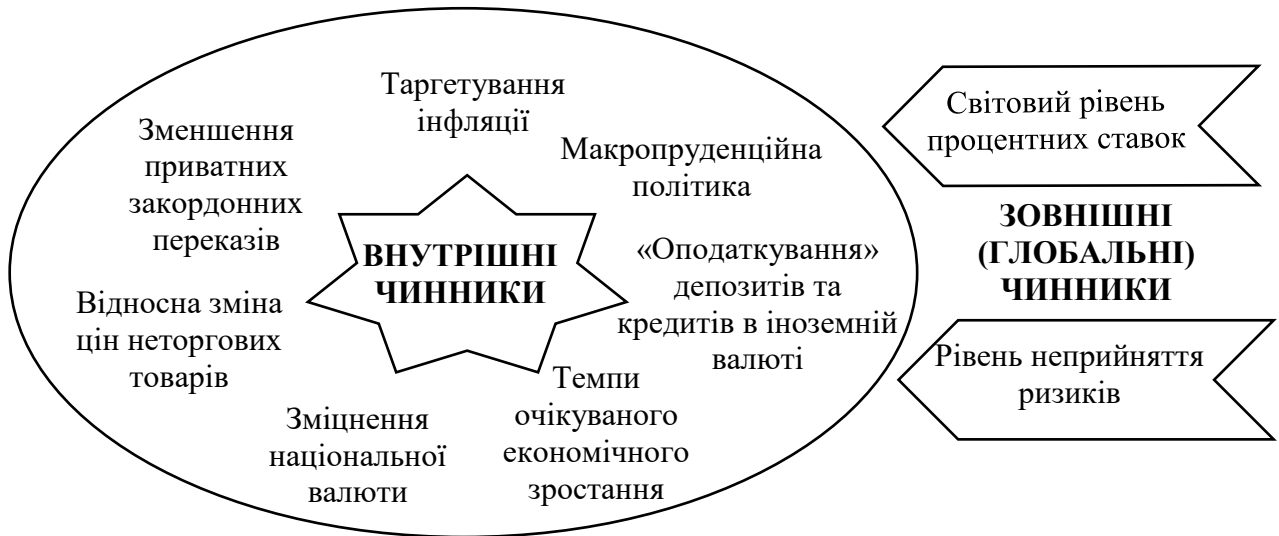 Таргетування
інфляції
Зменшення
приватних
закордонних
переказів
Макропруденційна
політика
ВНУТРІШНІ
ЧИННИКИ
«Оподаткування»
депозитів та
кредитів в іноземній
валюті
Відносна зміна
цін неторгових
товарів
Зміцнення
національної
валюти
Темпи
очікуваного
економічного
зростання
Світовий рівень
процентних ставок
ЗОВНІШНІ
(ГЛОБАЛЬНІ)
ЧИННИКИ
Рівень неприйняття
ризиків